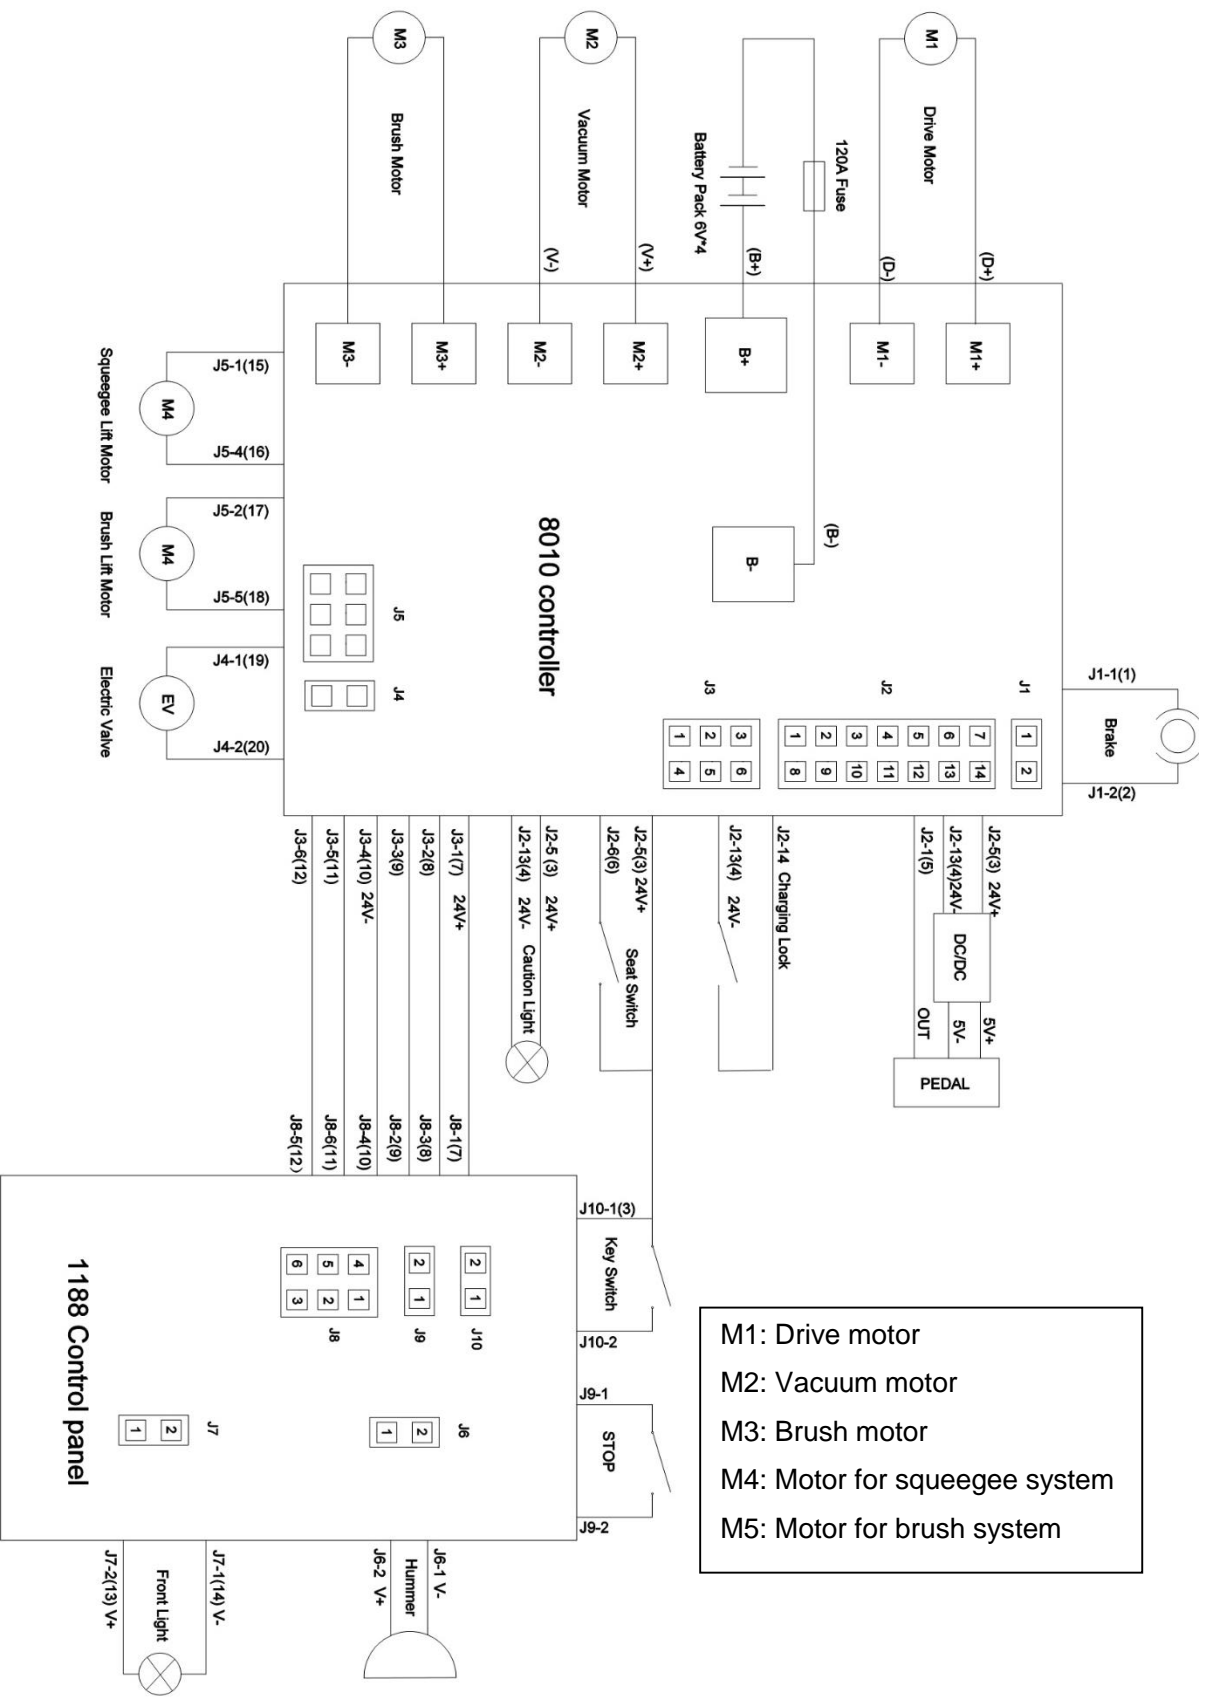 M3
M2
M1
Brush Motor
Vacuum Motor
Battery Pack 6V*4
120A Fuse
Drive Motor
(V-)
(V+)
(B+)
(D-)
(D+)
M3-
M3+
M2-
M2+
B+
M1-
M1+
(B-)
B-
8010 controller
Squeegee Lift Motor
J5-1(15)
M4
J5-4(16)
Brush Lift Motor
J5-2(17)
M4
J5-5(18)
Electric Valve
J4-1(19)
EV
J4-2(20)
J5
J4
J3
1 2 3
4 5 6
J2
1 2 3 4 5 6 7
8 9 10 11 12 13 14
J1
1
2
J1-1(1)
Brake
J1-2(2)
J3-6(12)
J3-5(11)
J3-4(10) 24V-
J3-3(9)
J3-2(8)
J3-1(7) 24V+
J2-13(4) 24V-
J2-5 (3) 24V+
Caution Light
J2-6(6)
J2-5(3) 24V+
Seat Switch
J2-13(4) 24V-
J2-14 Charging Lock
J2-1(5)
J2-13(4)24V-
J2-5(3) 24V+
DC/DC
OUT
5V-
5V+
PEDAL
J8-5(12)
J8-6(11)
J8-4(10)
J8-2(9)
J8-3(8)
J8-1(7)
1188 Control panel
6 5 4
3 2 1
J8
2
1
J9
2
1
J10
J10-1(3)
Key Switch
J10-2
J9-1
STOP
J9-2
J7
1 2
J6
1 2
J7-2(13) V+
Front Light
J7-1(14) V-
J6-2 V+
Hummer
J6-1 V-
M1: Drive motor
M2: Vacuum motor
M3: Brush motor
M4: Motor for squeegee system
M5: Motor for brush system